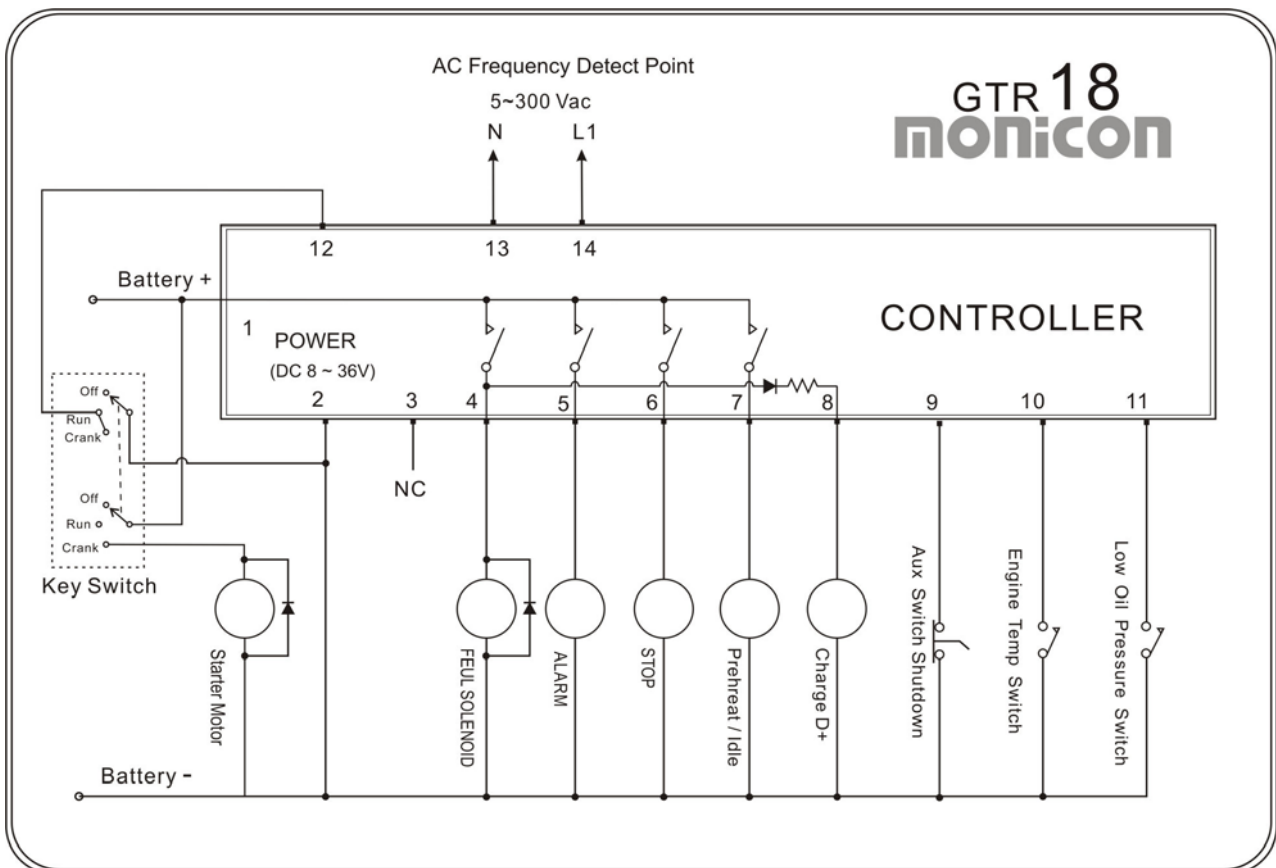 AC Frequency Detect Point
5~300 Vac
N L1
GTR 18
monicon
12 13 14
Battery +
1
POWER
(DC 8 ~ 36V)
CONTROLLER
2 3 4 5 6 7 8 9 10 11
Off
Run
Crank
NC
Off
Run
Crank
Key Switch
Starter Motor
FEUL SOLENOID
ALARM
STOP
Prehreat / Idle
Charge D+
Aux Switch Shutdown
Engine Temp Switch
Low Oil Pressure Switch
Battery -